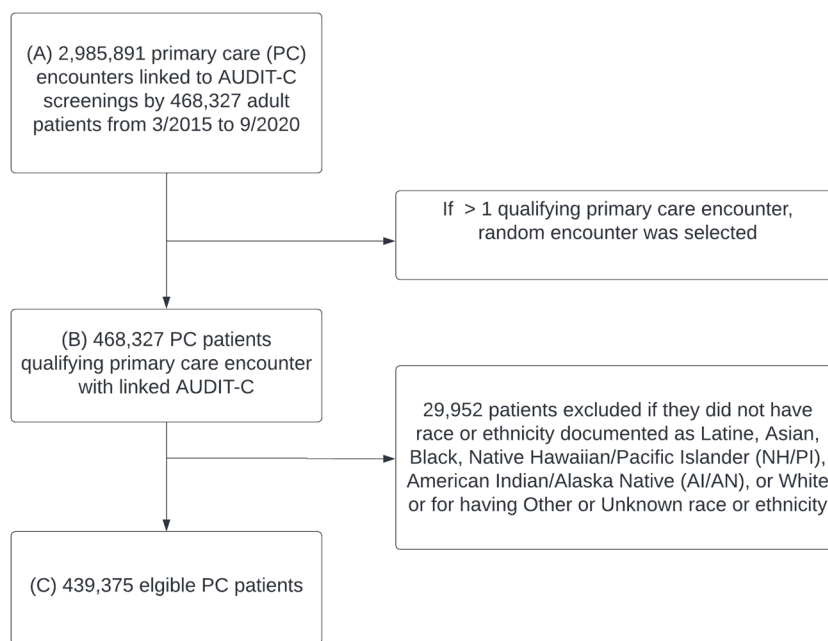 (A) 2,985,891 primary care (PC)
encounters linked to AUDIT-C
screenings by 468,327 adult
patients from 3/2015 to 9/2020
If > 1 qualifying primary care encounter,
random encounter was selected
(B) 468,327 PC patients
qualifying primary care encounter
with linked AUDIT-C
29,952 patients excluded if they did not have
race or ethnicity documented as Latine, Asian,
Black, Native Hawaiian/Pacific Islander (NH/PI),
American Indian/Alaska Native (AI/AN), or White
or for having Other or Unknown race or ethnicity
(C) 439,375 elgible PC patients